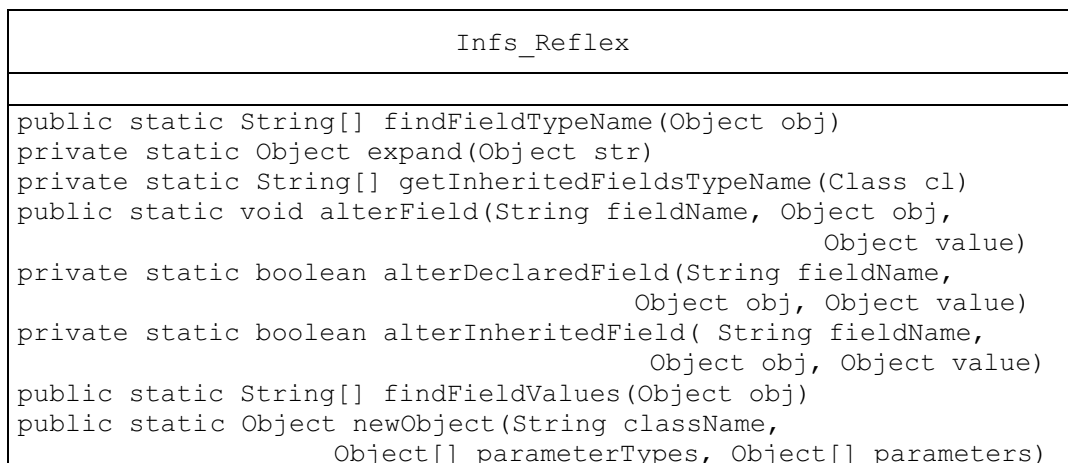 Infs_Reflex
public static String[] findFieldTypeName(Object obj)
private static Object expand(Object str)
private static String[] getInheritedFieldsTypeName(Class cl)
public static void alterField(String fieldName, Object obj,
Object value)
private static boolean alterDeclaredField(String fieldName,
Object obj, Object value)
private static boolean alterInheritedField( String fieldName,
Object obj, Object value)
public static String[] findFieldValues(Object obj)
public static Object newObject(String className,
Object[] parameterTypes, Object[] parameters)